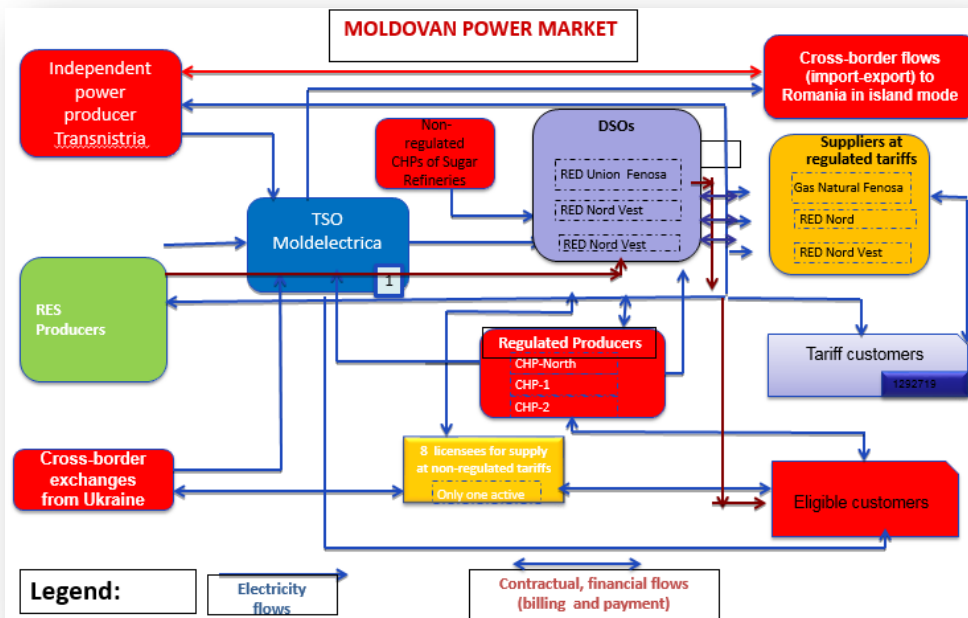 MOLDOVAN POWER MARKET
Independent
power
producer
Transnistria
Cross-border flows
(import-export) to
Romania in island mode
Non-
regulated
CHPs of Sugar
Refineries
DSOs
RED Union Fenosa
RED Nord Vest
RED Nord Vest
Suppliers at
regulated tariffs
Gas Natural Fenosa
RED Nord
RED Nord Vest
TSO
Moldelectrica
1
RES
Producers
Regulated Producers
CHP-North
CHP-1
CHP-2
Tariff customers
1292719
Cross-border
exchanges
from Ukraine
8 licensees for supply
at non-regulated tariffs
Only one active
Eligible customers
Legend:
Electricity
flows
Contractual, financial flows
(billing and payment)